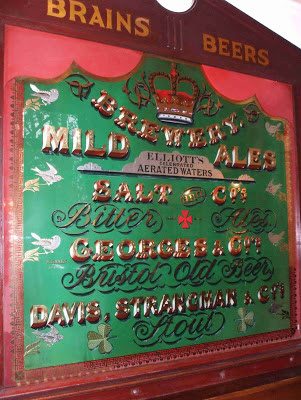 BRAINS BEERS
BREWERY
MILD ALES
ELLIOTT'S
CELEBRATED
AERATED WATERS
SALT AND Co's
Bitter Ales
GEORGES & Co's
Bristol Old Beer
DAVIS, STRANGMAN & Co's
Stout